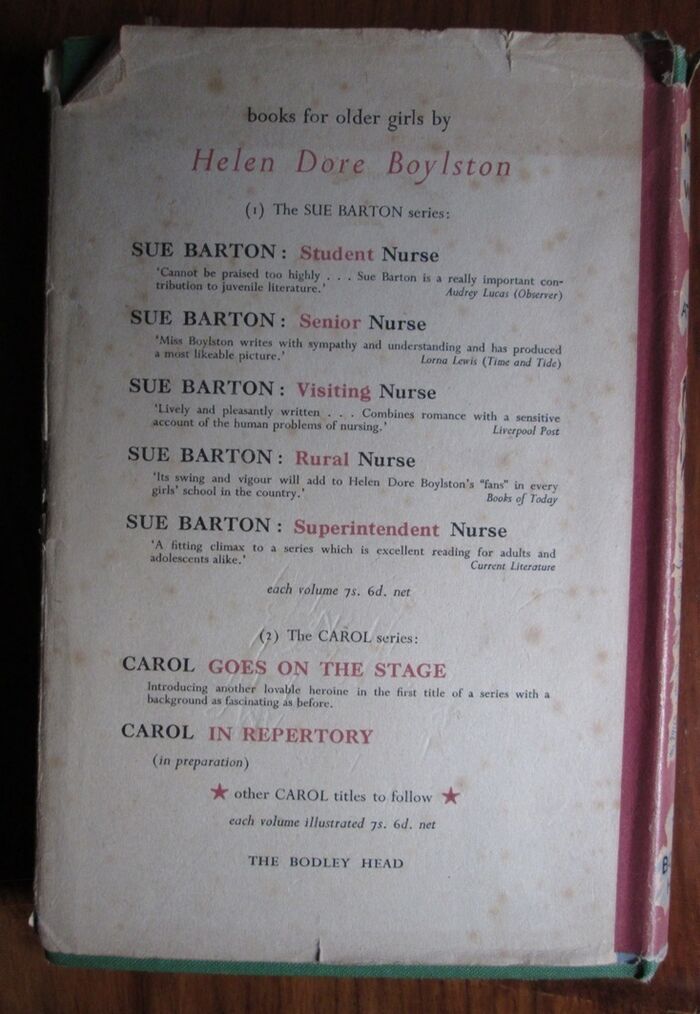 books for older girls by
Helen Dore Boylston
(1) The SUE BARTON series:
SUE BARTON: Student Nurse
'Cannot be praised too highly . . . Sue Barton is a really important con-
tribution to juvenile literature.' Audrey Lucas (Observer)
SUE BARTON: Senior Nurse
'Miss Boylston writes with sympathy and understanding and has produced
a most likeable picture.' Lorna Lewis (Time and Tide)
SUE BARTON: Visiting Nurse
'Lively and pleasantly written . . . Combines romance with a sensitive
account of the human problems of nursing.' Liverpool Post
SUE BARTON: Rural Nurse
'Its swing and vigour will add to Helen Dore Boylston's "fans" in every
girls' school in the country.' Books of Today
SUE BARTON: Superintendent Nurse
'A fitting climax to a series which is excellent reading for adults and
adolescents alike.' Current Literature
each volume 7s. 6d. net
(2) The CAROL series:
CAROL GOES ON THE STAGE
Introducing another lovable heroine in the first title of a series with a
background as fascinating as before.
CAROL IN REPERTORY
(in preparation)
★ other CAROL titles to follow ★
each volume illustrated 7s. 6d. net
THE BODLEY HEAD